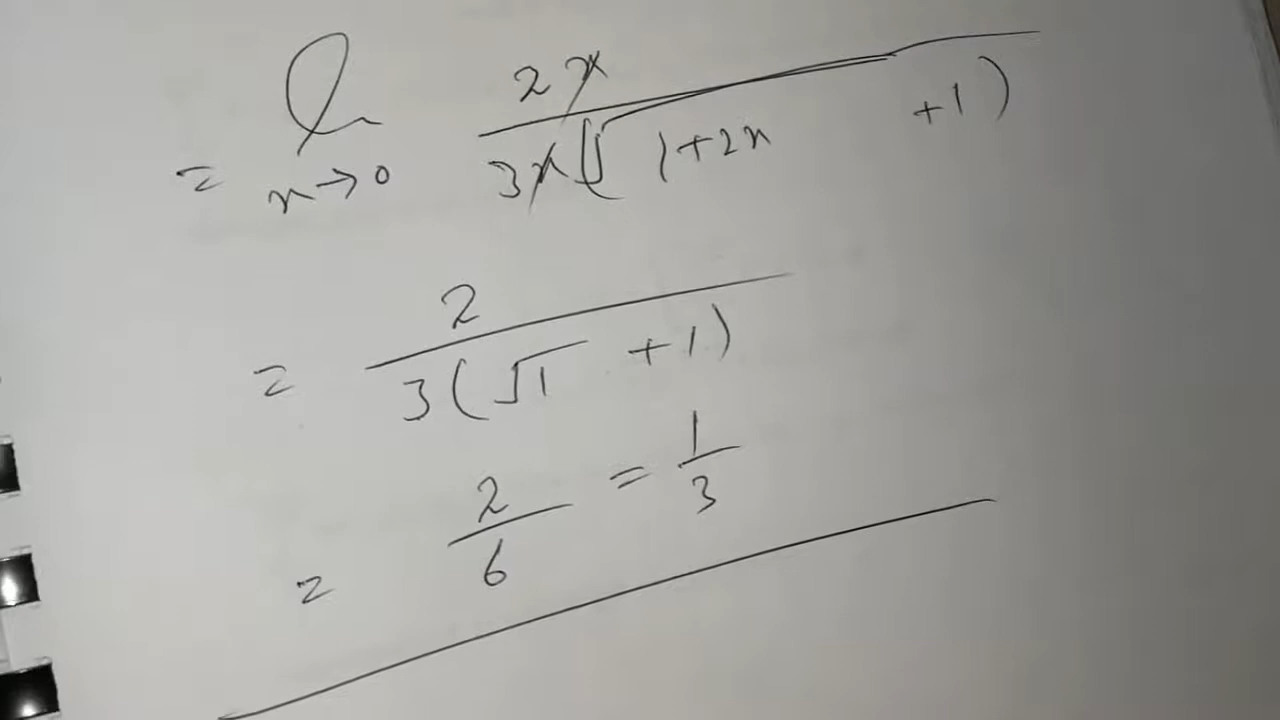 = lim x→0 2x / 3x(√1+2x +1)
= 2 / 3(√1 +1)
= 2/6 = 1/3